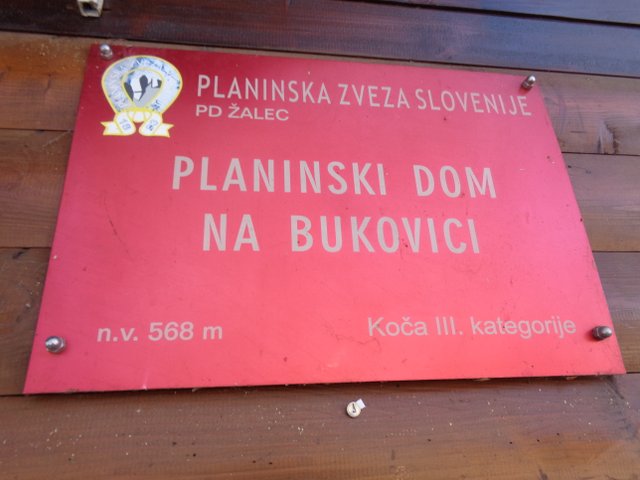 PLANINSKA ZVEZA SLOVENIJE
PD ŽALEC
PLANINSKI DOM
NA BUKOVICI
n.v. 568 m
Koča III. kategorije